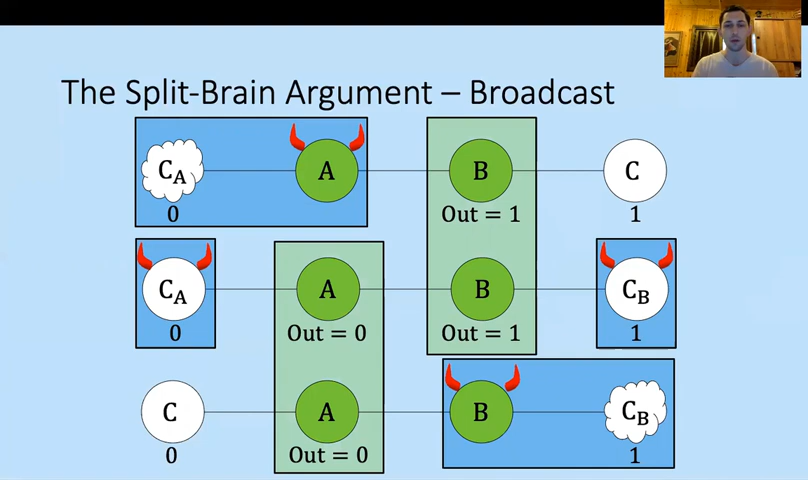 The Split-Brain Argument – Broadcast
C_A A B C
0 Out = 1 1
C_A A B C_B
0 Out = 0 Out = 1 1
C A B C_B
0 Out = 0 1